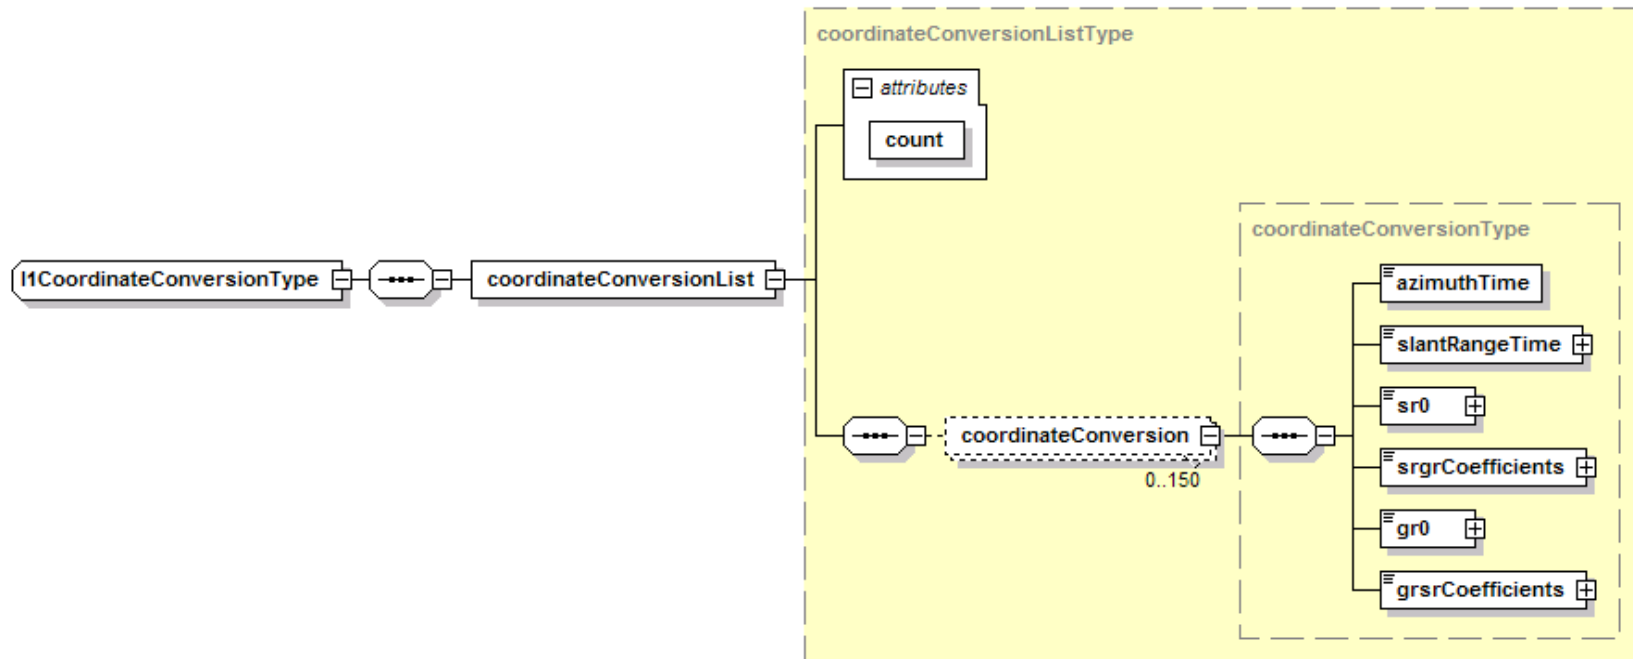 coordinateConversionListType
attributes
count
coordinateConversionType
l1CoordinateConversionType
coordinateConversionList
azimuthTime
slantRangeTime
sr0
srgrCoefficients
coordinateConversion
0..150
gr0
grsrCoefficients